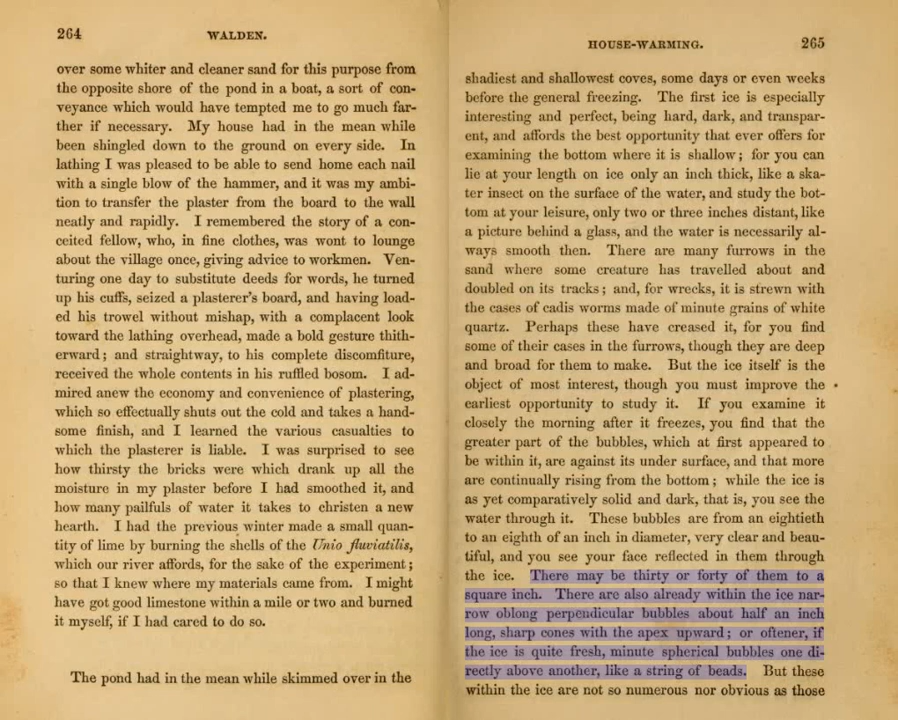 264
WALDEN.
over some whiter and cleaner sand for this purpose from
the opposite shore of the pond in a boat, a sort of con-
veyance which would have tempted me to go much far-
ther if necessary. My house had in the mean while
been shingled down to the ground on every side. In
lathing I was pleased to be able to send home each nail
with a single blow of the hammer, and it was my ambi-
tion to transfer the plaster from the board to the wall
neatly and rapidly. I remembered the story of a con-
ceited fellow, who, in fine clothes, was wont to lounge
about the village once, giving advice to workmen. Ven-
turing one day to substitute deeds for words, he turned
up his cuffs, seized a plasterer's board, and having load-
ed his trowel without mishap, with a complacent look
toward the lathing overhead, made a bold gesture thith-
erward; and straightway, to his complete discomfiture,
received the whole contents in his ruffled bosom. I ad-
mired anew the economy and convenience of plastering,
which so effectually shuts out the cold and takes a hand-
some finish, and I learned the various casualties to
which the plasterer is liable. I was surprised to see
how thirsty the bricks were which drank up all the
moisture in my plaster before I had smoothed it, and
how many pailfuls of water it takes to christen a new
hearth. I had the previous winter made a small quan-
tity of lime by burning the shells of the Unio fluviatilis,
which our river affords, for the sake of the experiment;
so that I knew where my materials came from. I might
have got good limestone within a mile or two and burned
it myself, if I had cared to do so.
The pond had in the mean while skimmed over in the
HOUSE-WARMING.
265
shadiest and shallowest coves, some days or even weeks
before the general freezing. The first ice is especially
interesting and perfect, being hard, dark, and transpar-
ent, and affords the best opportunity that ever offers for
examining the bottom where it is shallow; for you can
lie at your length on ice only an inch thick, like a ska-
ter insect on the surface of the water, and study the bot-
tom at your leisure, only two or three inches distant, like
a picture behind a glass, and the water is necessarily al-
ways smooth then. There are many furrows in the
sand where some creature has travelled about and
doubled on its tracks; and, for wrecks, it is strewn with
the cases of cadis worms made of minute grains of white
quartz. Perhaps these have creased it, for you find
some of their cases in the furrows, though they are deep
and broad for them to make. But the ice itself is the
object of most interest, though you must improve the
earliest opportunity to study it. If you examine it
closely the morning after it freezes, you find that the
greater part of the bubbles, which at first appeared to
be within it, are against its under surface, and that more
are continually rising from the bottom; while the ice is
as yet comparatively solid and dark, that is, you see the
water through it. These bubbles are from an eightieth
to an eighth of an inch in diameter, very clear and beau-
tiful, and you see your face reflected in them through
the ice. There may be thirty or forty of them to a
square inch. There are also already within the ice nar-
row oblong perpendicular bubbles about half an inch
long, sharp cones with the apex upward; or oftener, if
the ice is quite fresh, minute spherical bubbles one di-
rectly above another, like a string of beads. But these
within the ice are not so numerous nor obvious as those